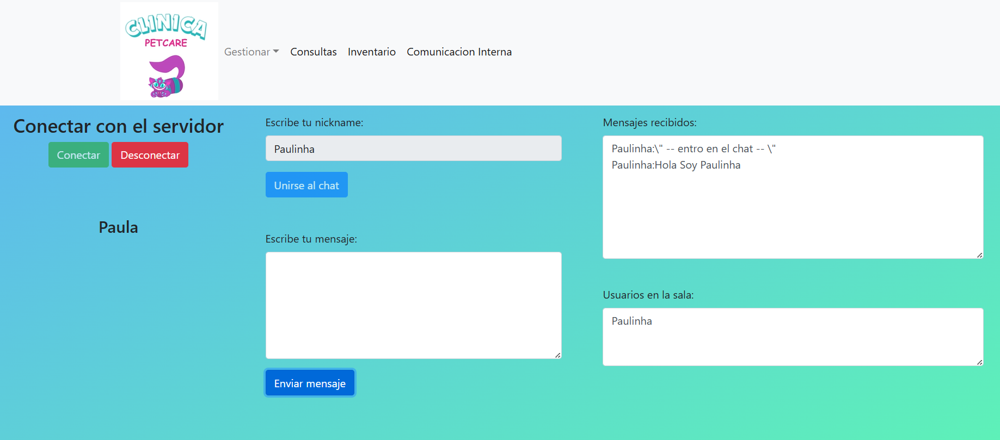 CLINICA
PETCARE
Gestionar Consultas Inventario Comunicacion Interna
Conectar con el servidor
Conectar Desconectar
Paula
Escribe tu nickname:
Paulinha
Unirse al chat
Escribe tu mensaje:
Enviar mensaje
Mensajes recibidos:
Paulinha:\" -- entro en el chat -- \"
Paulinha:Hola Soy Paulinha
Usuarios en la sala:
Paulinha